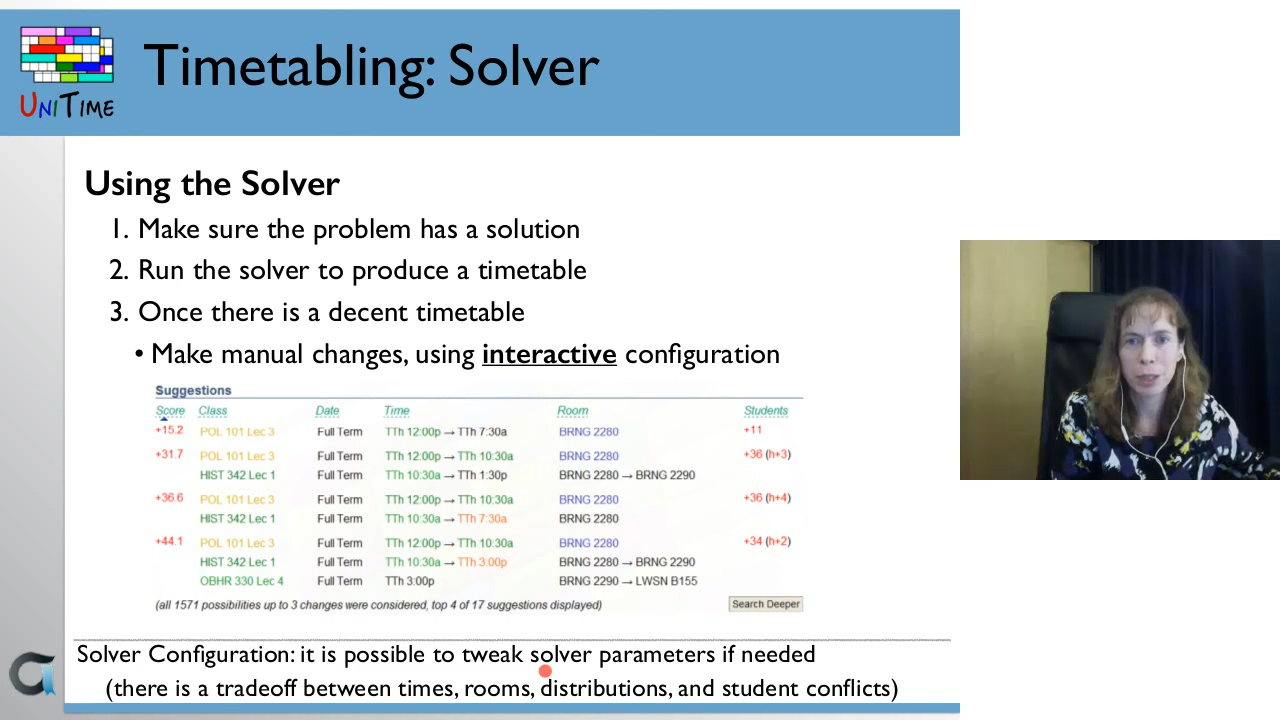 UNITIME
Timetabling: Solver
Using the Solver
1. Make sure the problem has a solution
2. Run the solver to produce a timetable
3. Once there is a decent timetable
• Make manual changes, using interactive configuration
Suggestions
Score Class Date Time Room Students
+15.2 POL 101 Lec 3 Full Term TTh 12:00p → TTh 7:30a BRNG 2280 +11
+31.7 POL 101 Lec 3 Full Term TTh 12:00p → TTh 10:30a BRNG 2280 +36 (h+3)
HIST 342 Lec 1 Full Term TTh 10:30a → TTh 1:30p BRNG 2280 → BRNG 2290
+36.6 POL 101 Lec 3 Full Term TTh 12:00p → TTh 10:30a BRNG 2280 +36 (h+4)
HIST 342 Lec 1 Full Term TTh 10:30a → TTh 7:30a BRNG 2280
+44.1 POL 101 Lec 3 Full Term TTh 12:00p → TTh 10:30a BRNG 2280 +34 (h+2)
HIST 342 Lec 1 Full Term TTh 10:30a → TTh 3:00p BRNG 2280 → BRNG 2290
OBHR 330 Lec 4 Full Term TTh 3:00p BRNG 2290 → LWSN B155
(all 1571 possibilities up to 3 changes were considered, top 4 of 17 suggestions displayed) Search Deeper
Solver Configuration: it is possible to tweak solver parameters if needed
(there is a tradeoff between times, rooms, distributions, and student conflicts)